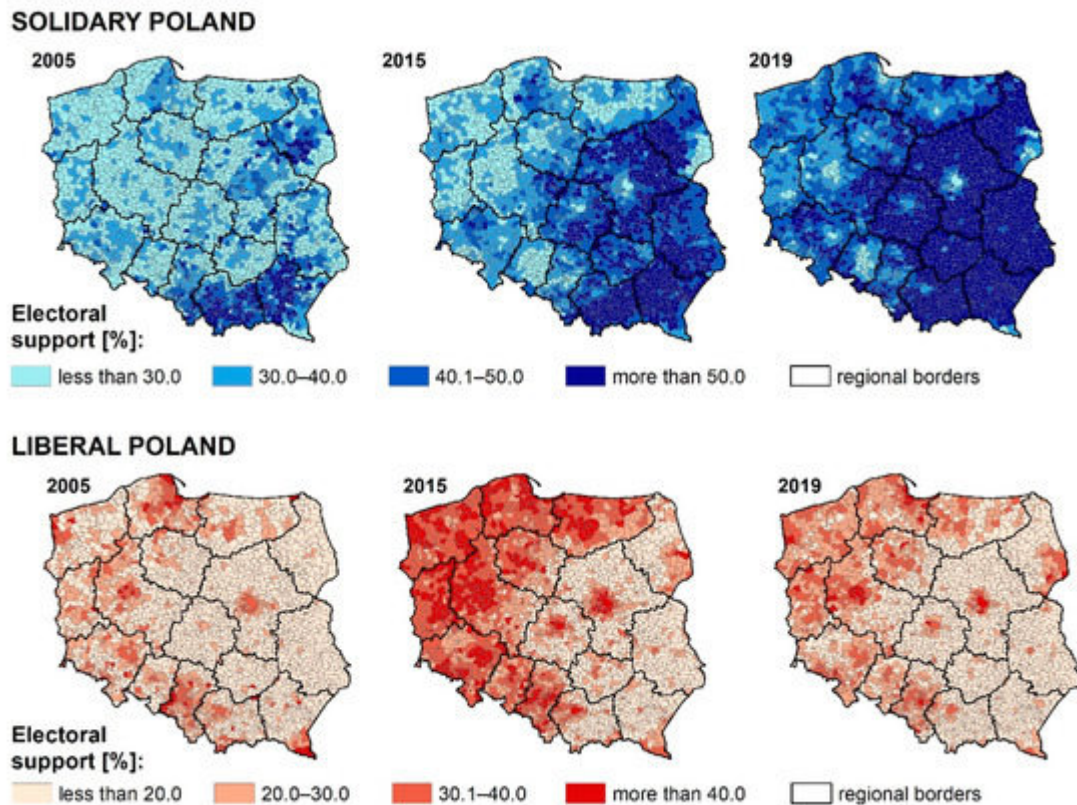 SOLIDARY POLAND
2005 2015 2019
Electoral
support [%]:
less than 30.0 30.0–40.0 40.1–50.0 more than 50.0 regional borders
LIBERAL POLAND
2005 2015 2019
Electoral
support [%]:
less than 20.0 20.0–30.0 30.1–40.0 more than 40.0 regional borders